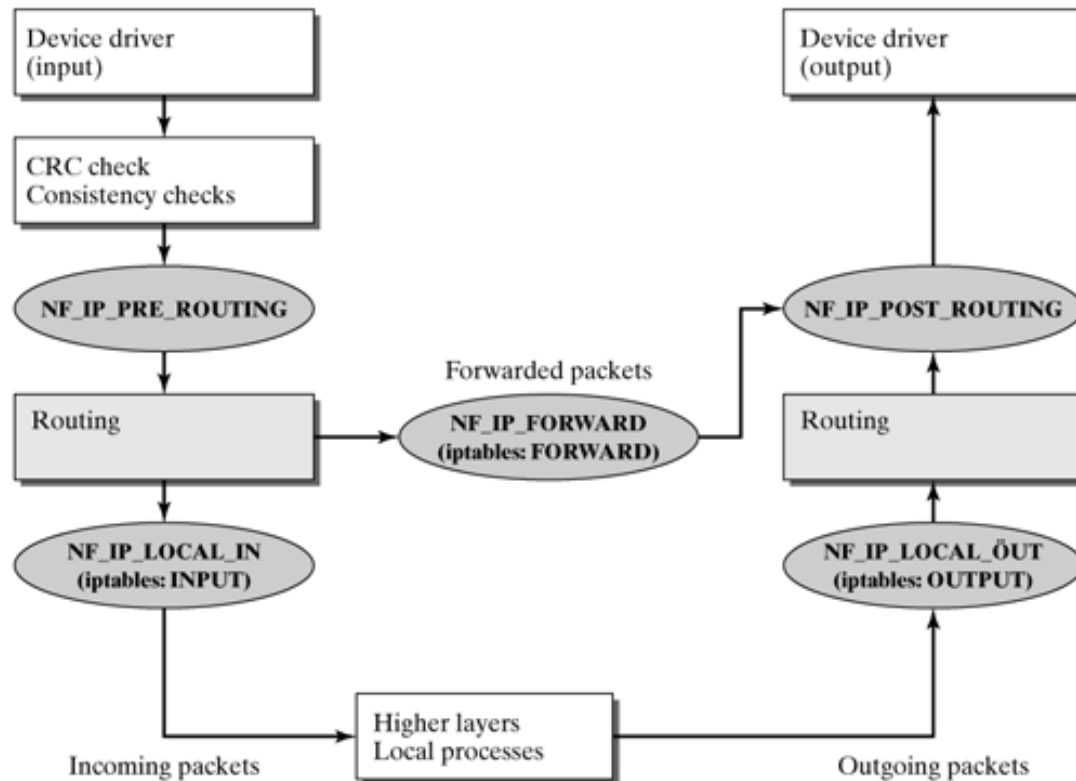 Device driver
(input)
Device driver
(output)
CRC check
Consistency checks
NF_IP_PRE_ROUTING
NF_IP_POST_ROUTING
Forwarded packets
Routing
NF_IP_FORWARD
(iptables: FORWARD)
Routing
NF_IP_LOCAL_IN
(iptables: INPUT)
NF_IP_LOCAL_ÖUT
(iptables: OUTPUT)
Higher layers
Local processes
Incoming packets
Outgoing packets